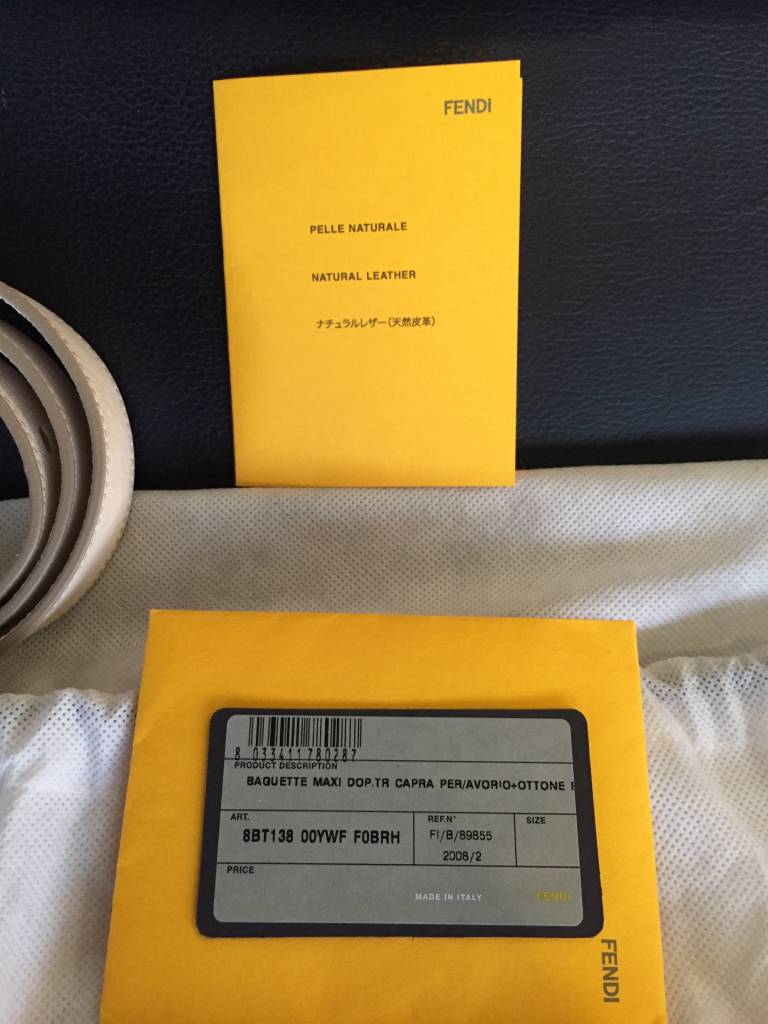 FENDI
PELLE NATURALE
NATURAL LEATHER
ナチュラルレザー(天然皮革)
8 033411780287
PRODUCT DESCRIPTION
BAGUETTE MAXI DOP.TR CAPRA PER/AVORIO+OTTONE
ART.
8BT138 00YWF F0BRH
REF.N°
FI/B/89855
2008/2
SIZE
PRICE
MADE IN ITALY
FENDI
FENDI